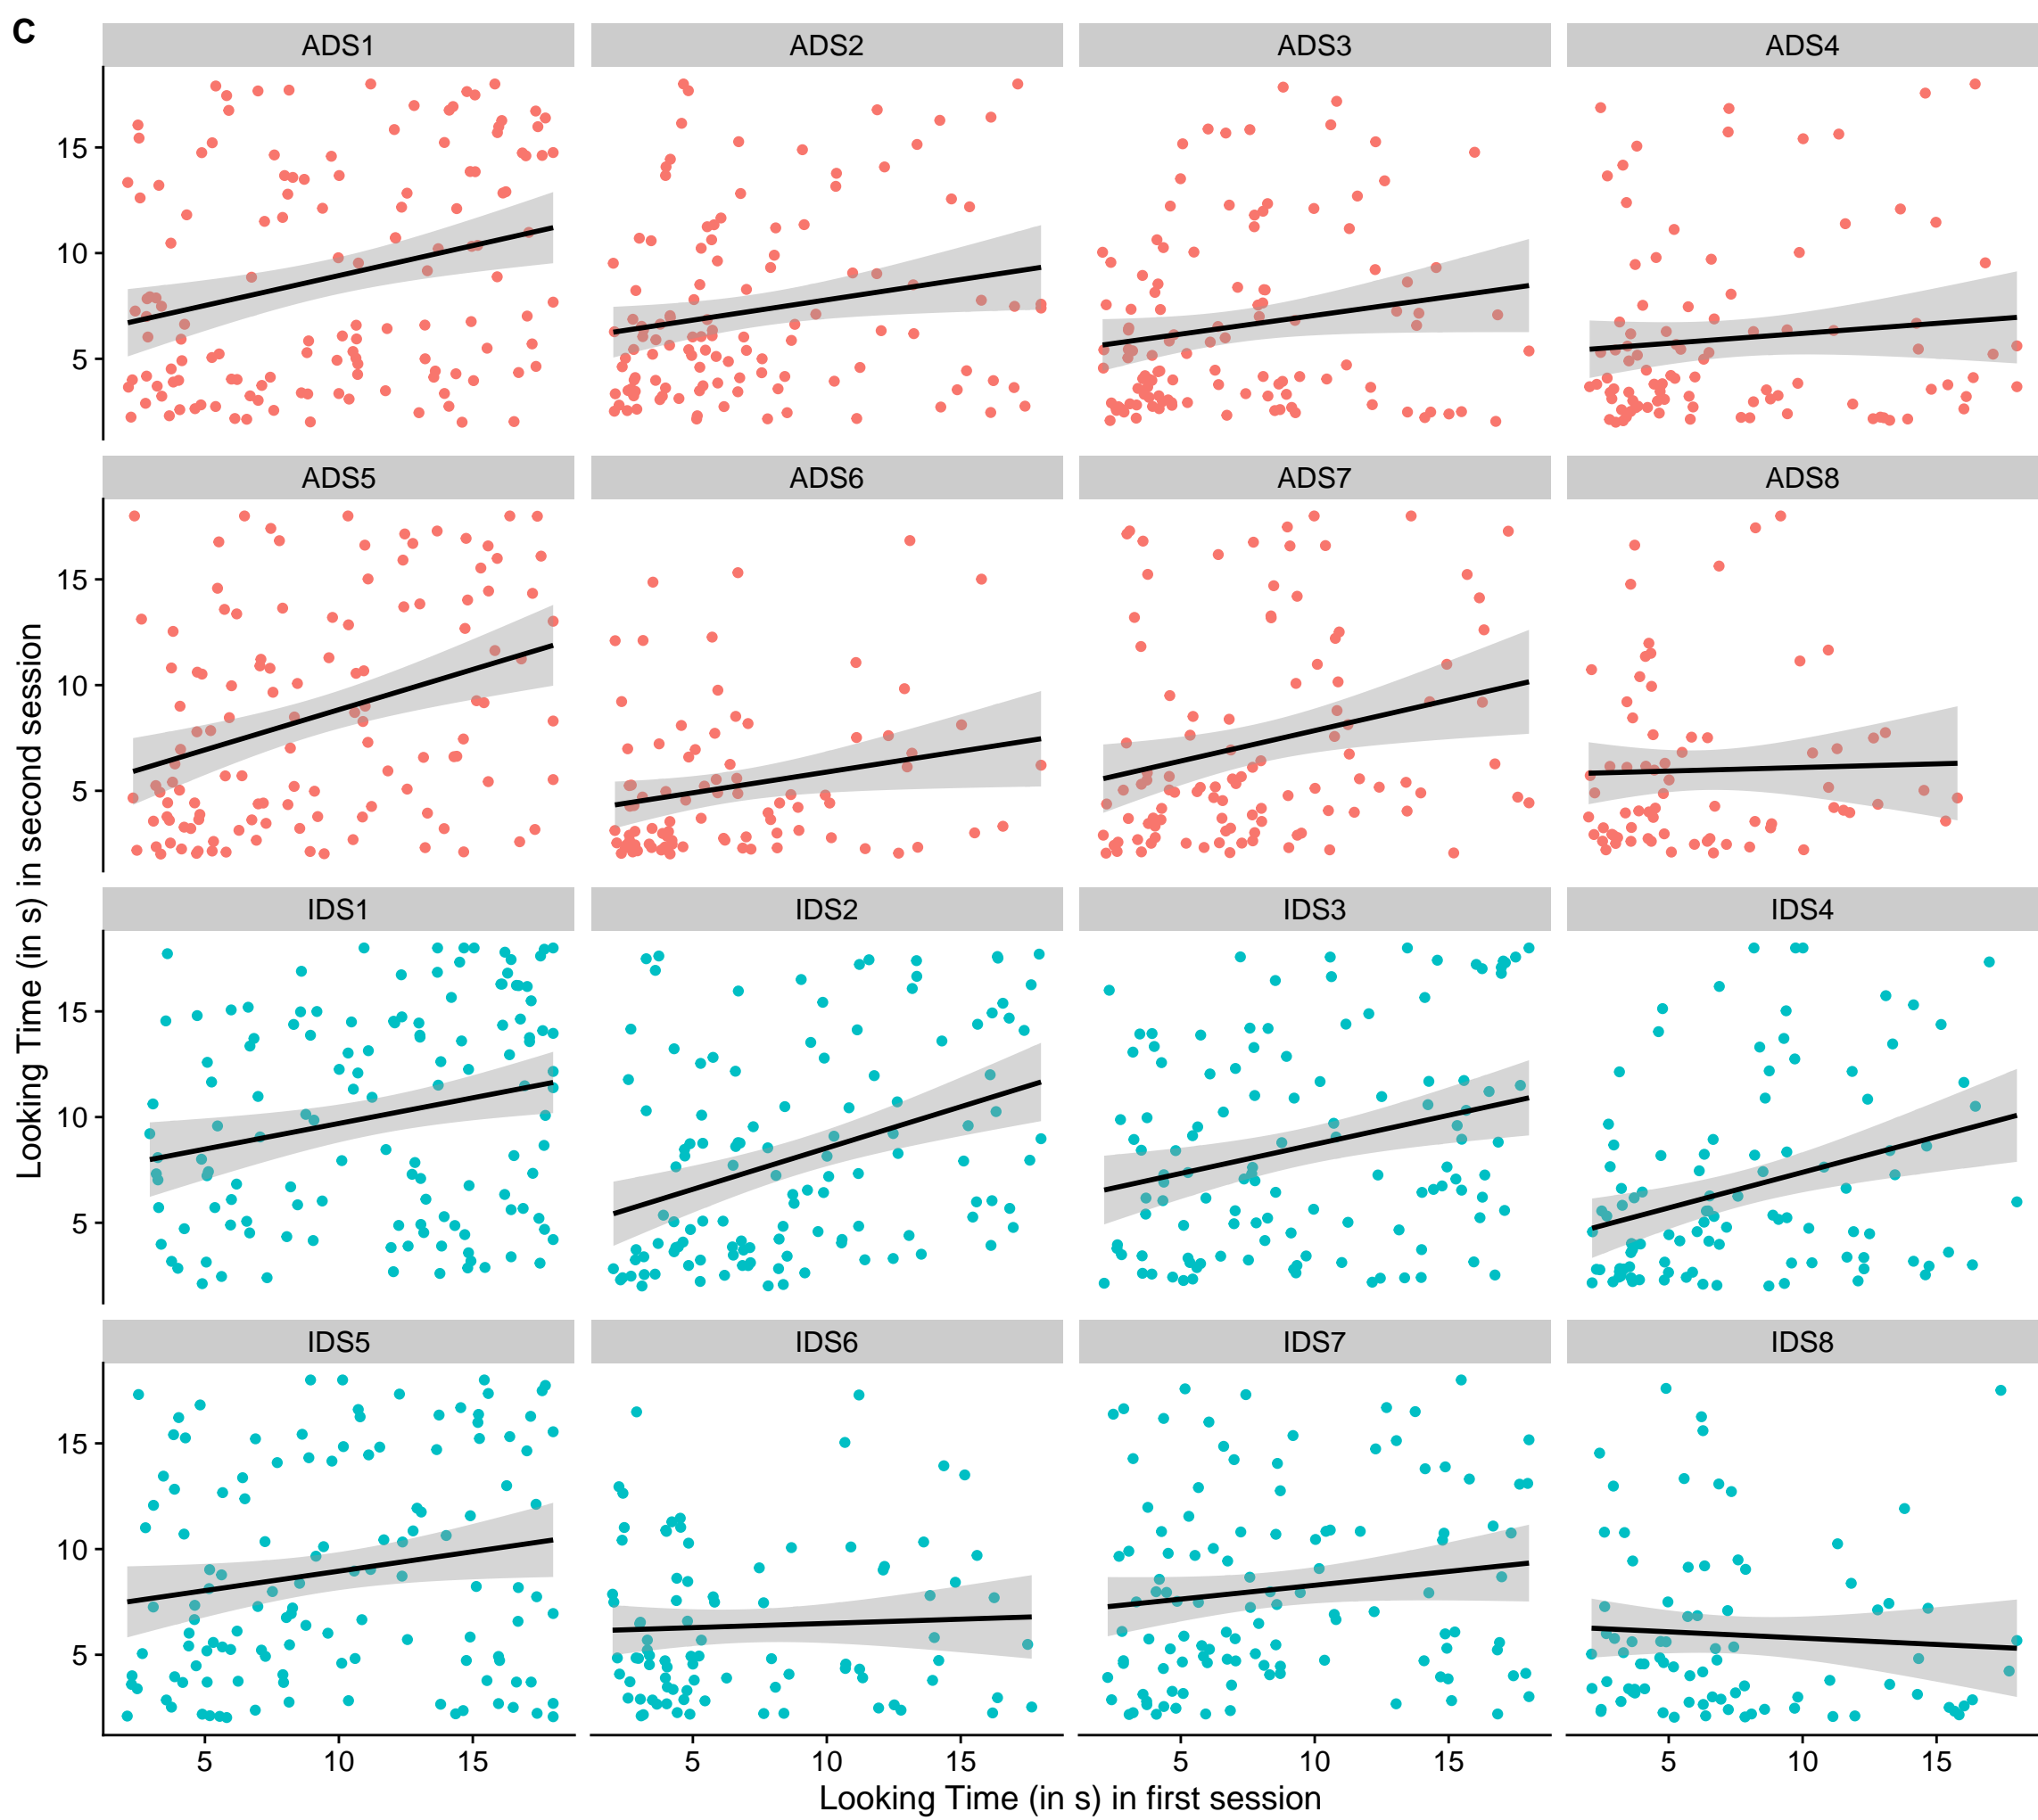 C
ADS1 ADS2 ADS3 ADS4
15
10
5
ADS5 ADS6 ADS7 ADS8
15
10
5
IDS1 IDS2 IDS3 IDS4
15
10
5
IDS5 IDS6 IDS7 IDS8
15
10
5
5 10 15 5 10 15 5 10 15 5 10 15
Looking Time (in s) in first session
Looking Time (in s) in second session